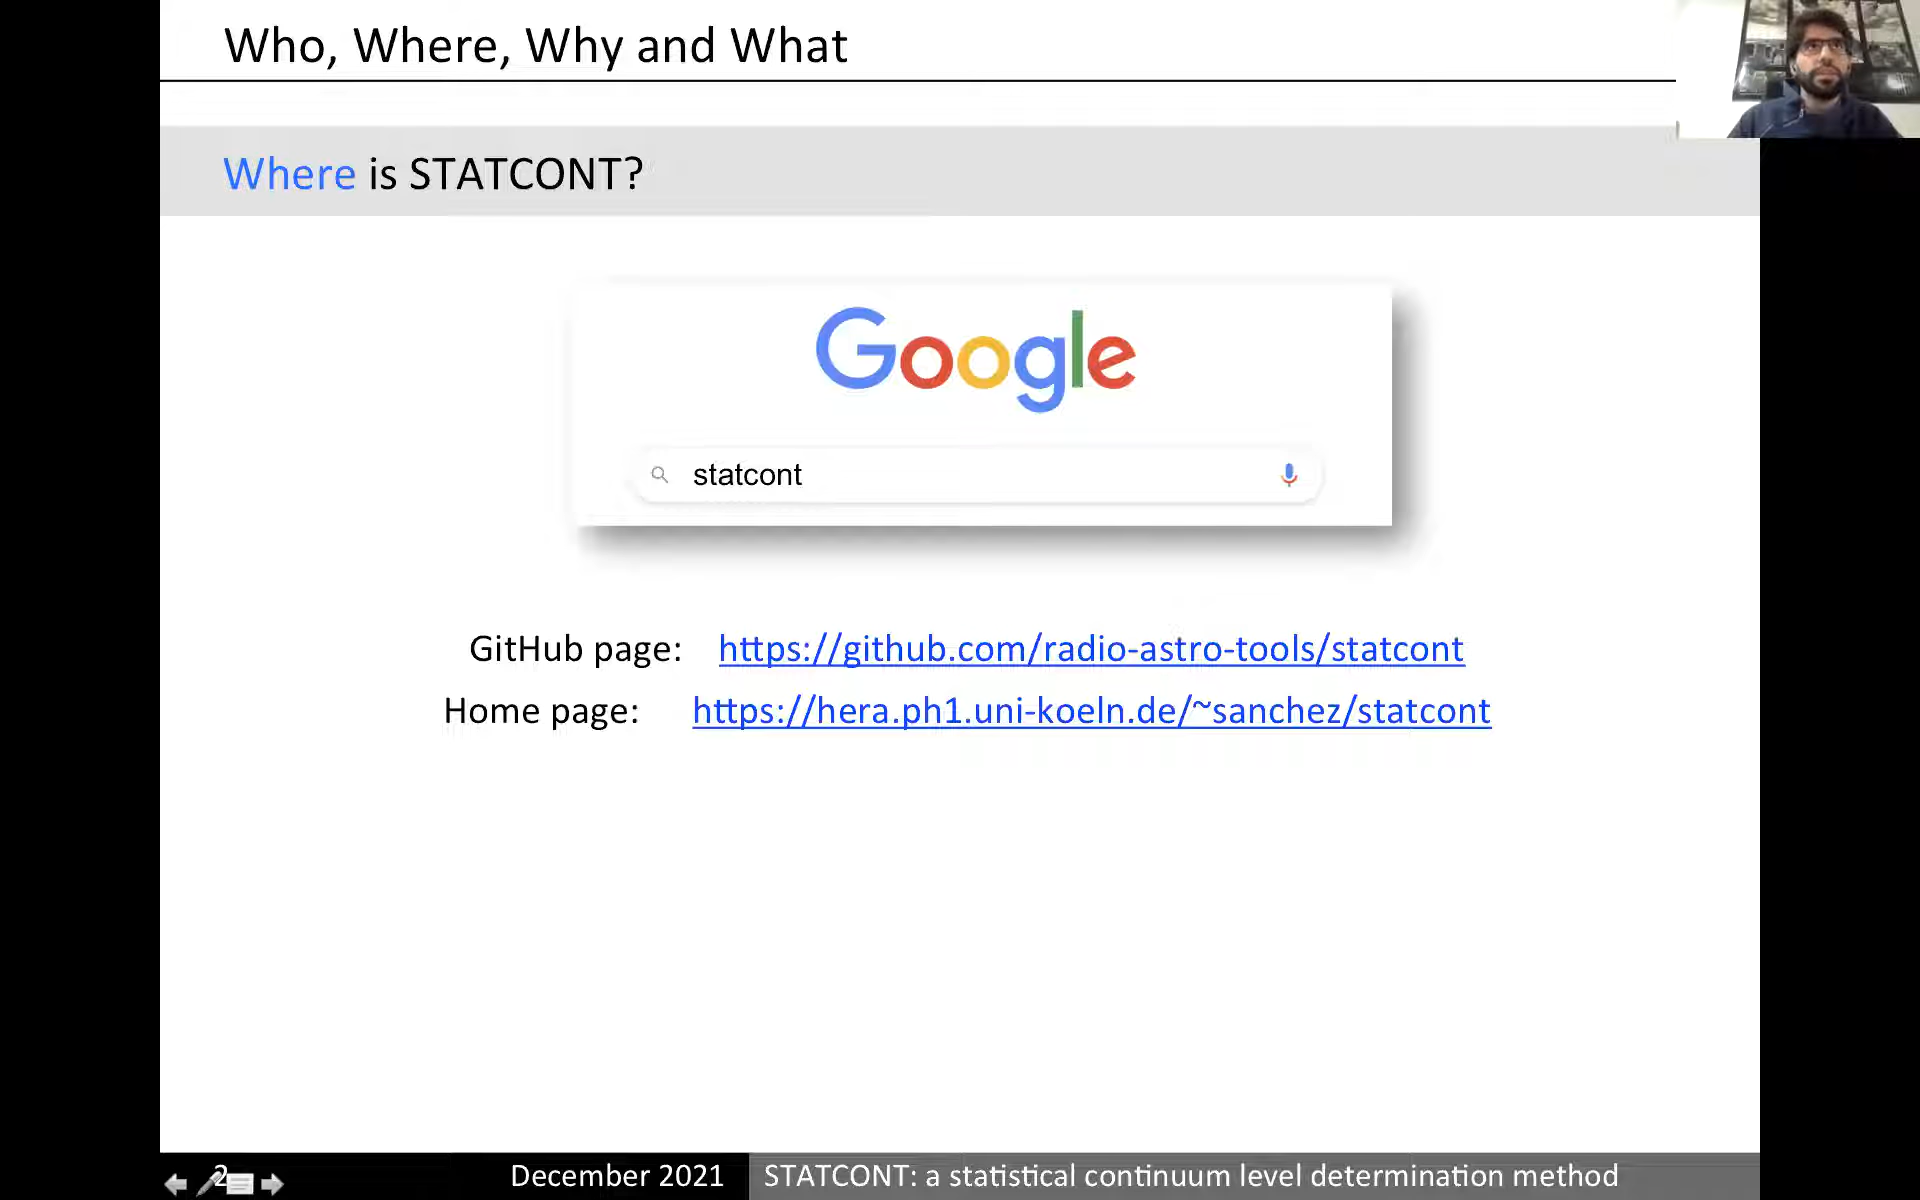 Who, Where, Why and What
Where is STATCONT?
Google
statcont
GitHub page: https://github.com/radio-astro-tools/statcont
Home page: https://hera.ph1.uni-koeln.de/~sanchez/statcont
2
December 2021
STATCONT: a statistical continuum level determination method